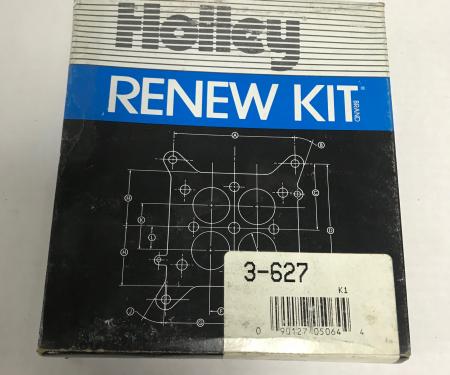 Holley
RENEW KIT
BRAND
A
B
H
C
K
D
L
H
3-627
K1
J
G
F
0 90127 05064 4